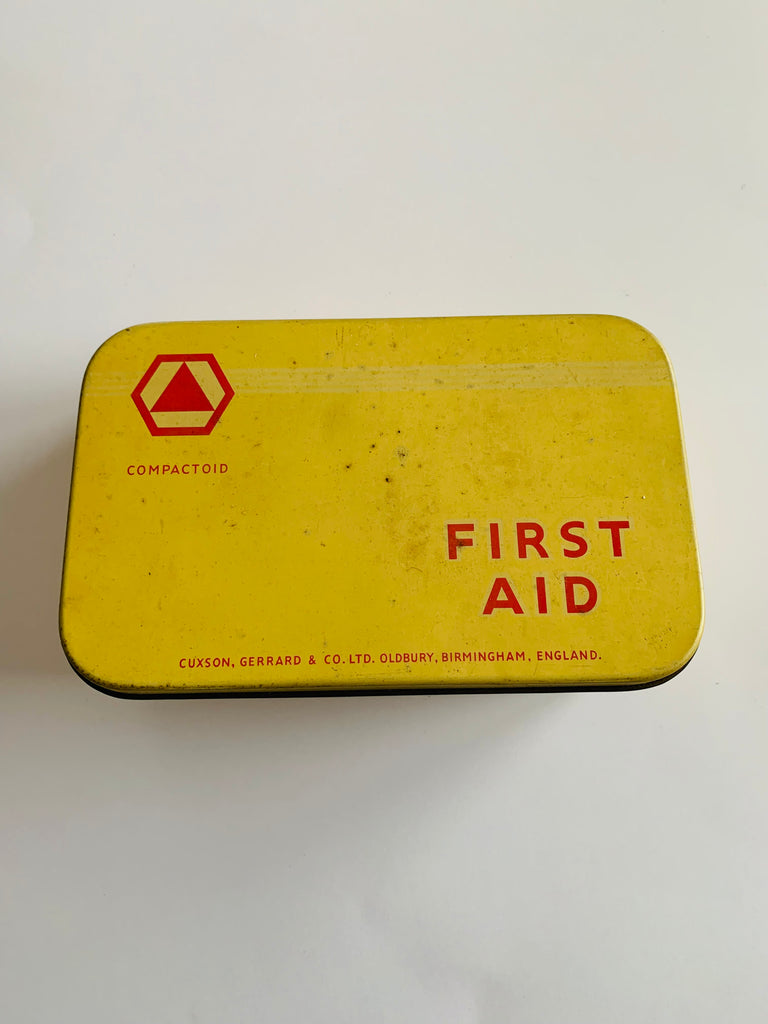 COMPACTOID
FIRST
AID
CUXSON, GERRARD & CO. LTD. OLDBURY, BIRMINGHAM, ENGLAND.